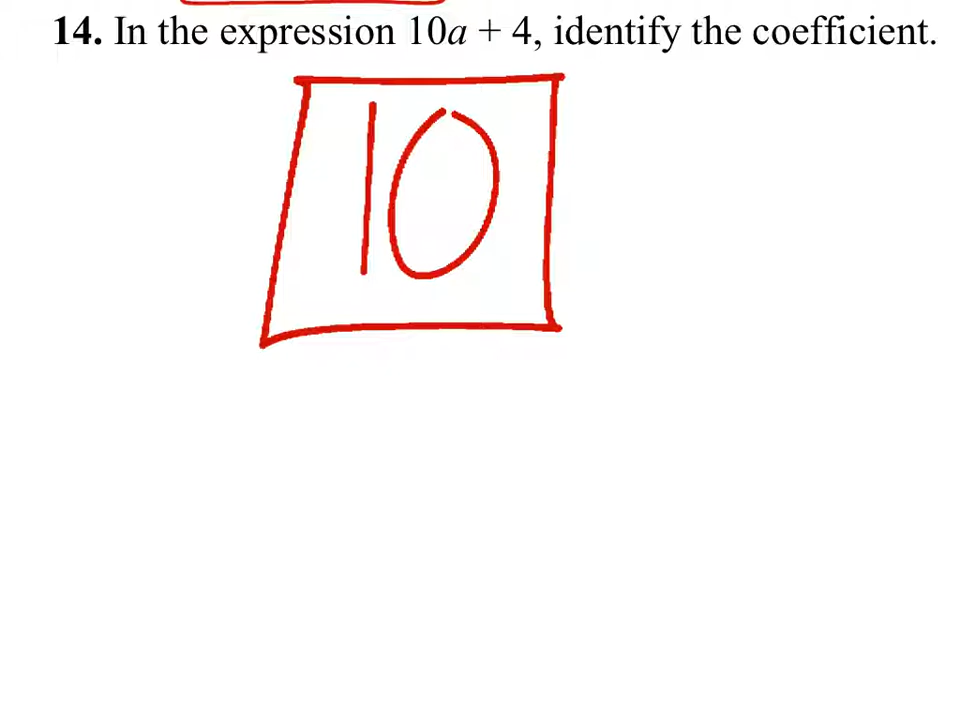 14. In the expression 10a + 4, identify the coefficient.
10